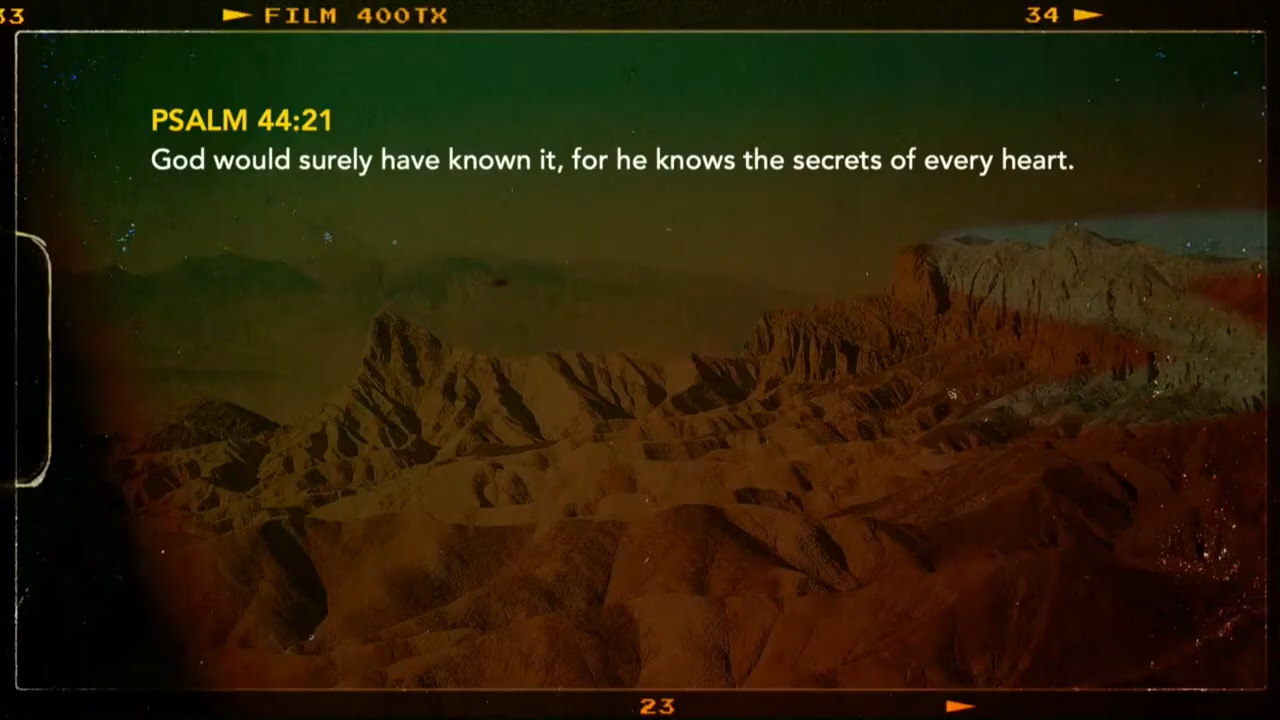 33 FILM 400TX 34
PSALM 44:21
God would surely have known it, for he knows the secrets of every heart.
23